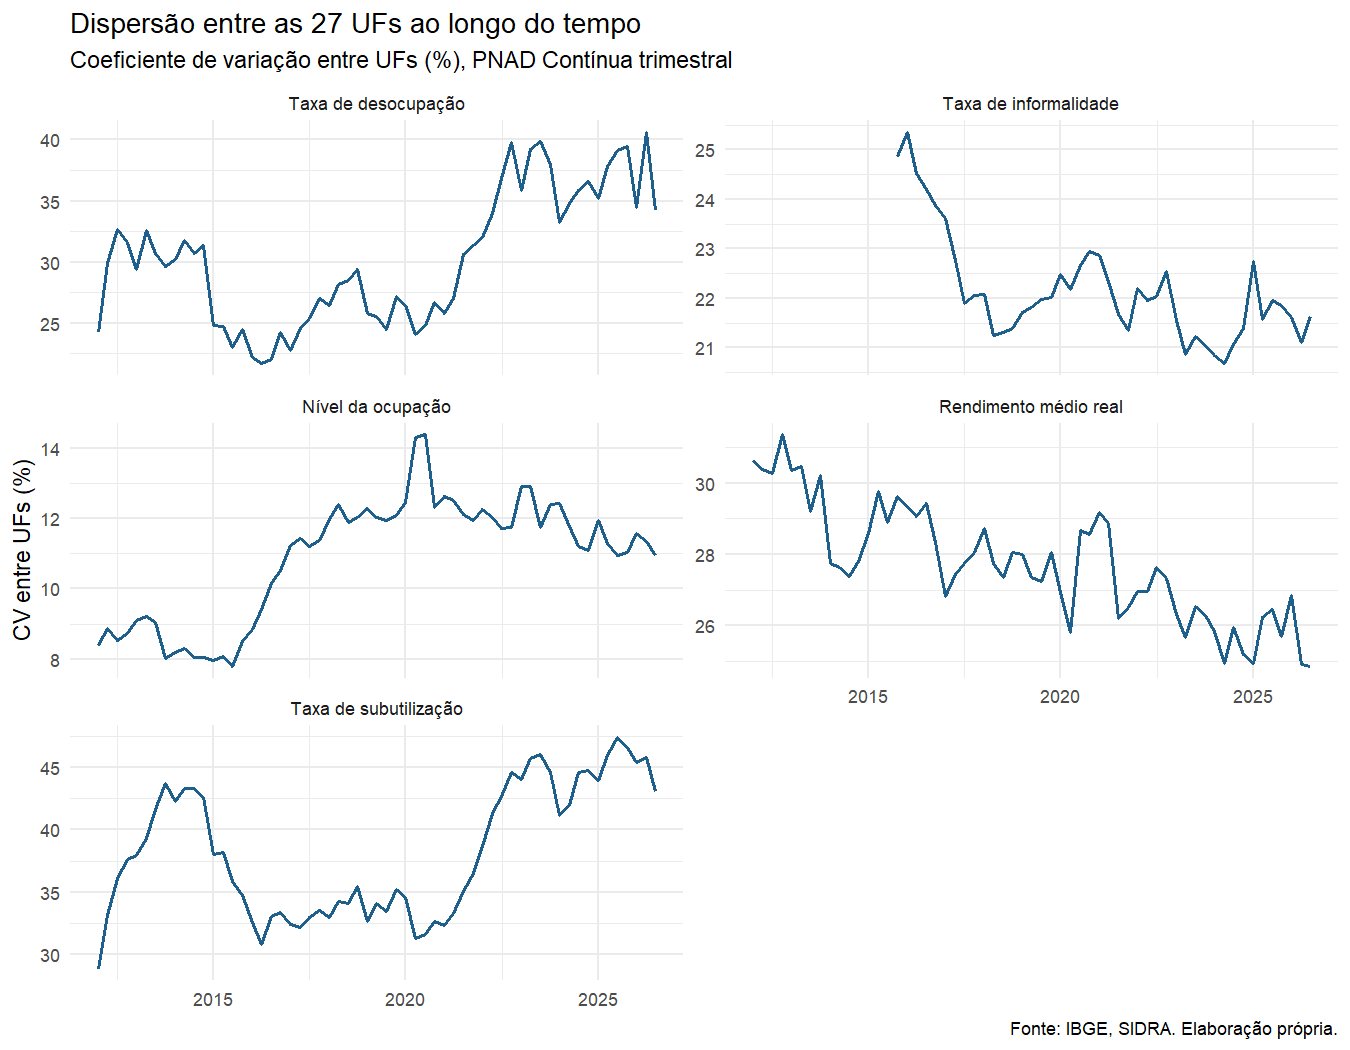 Dispersão entre as 27 UFs ao longo do tempo
Coeficiente de variação entre UFs (%), PNAD Contínua trimestral
Taxa de desocupação
40
35
30
25
Taxa de informalidade
25
24
23
22
21
Nível da ocupação
14
12
10
8
Rendimento médio real
30
28
26
2015
2020
2025
Taxa de subutilização
45
40
35
30
2015
2020
2025
CV entre UFs (%)
Fonte: IBGE, SIDRA. Elaboração própria.